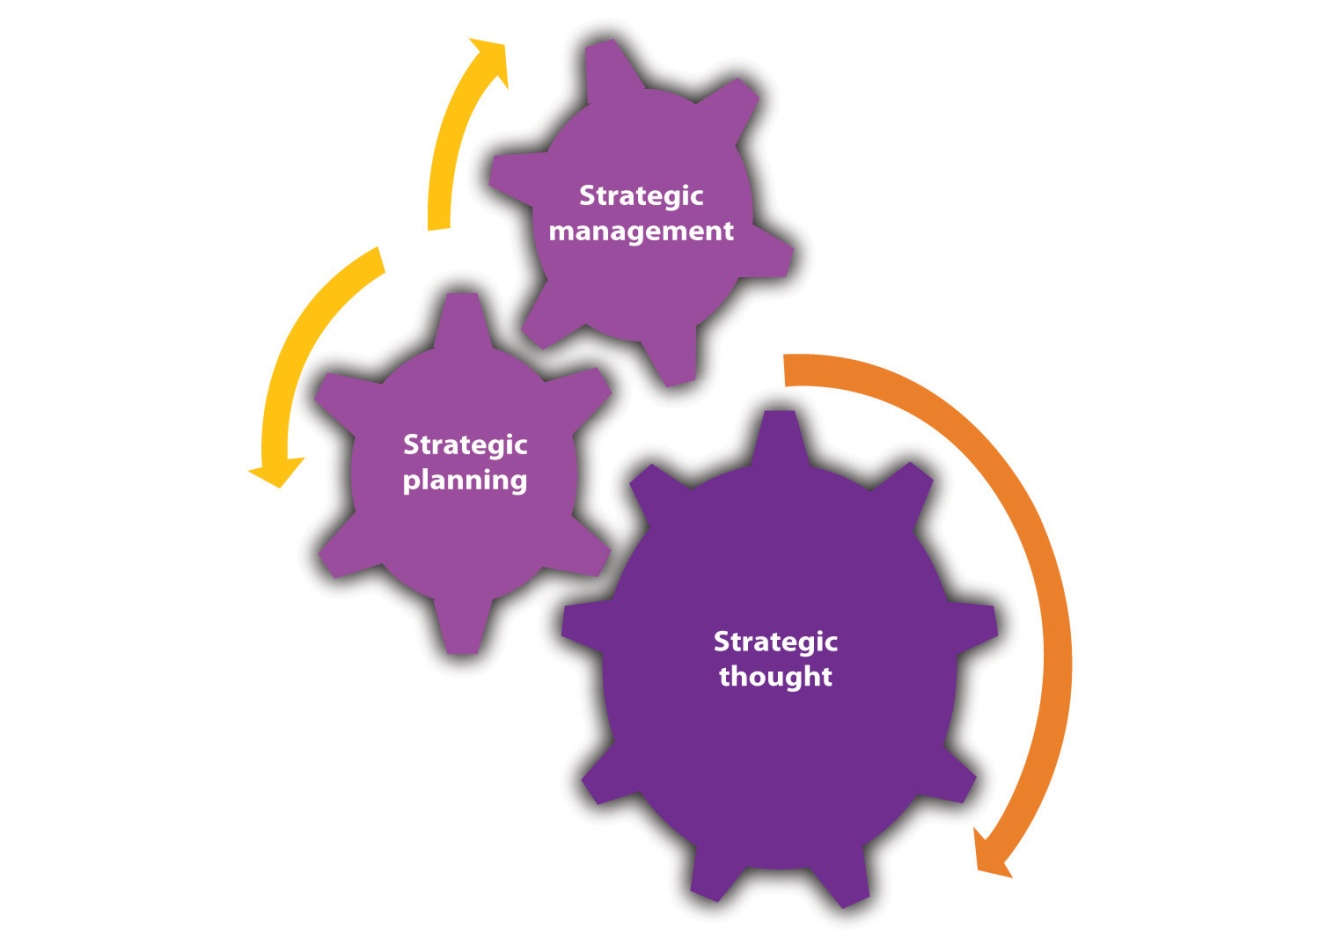 Strategic
management
Strategic
planning
Strategic
thought